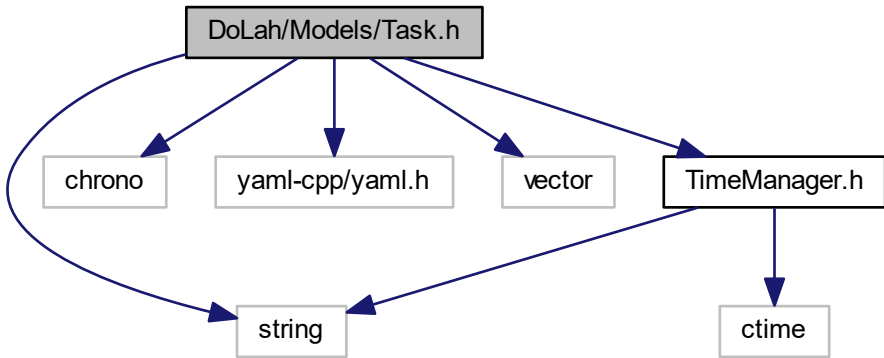 DoLah/Models/Task.h
chrono
yaml-cpp/yaml.h
vector
TimeManager.h
string
ctime